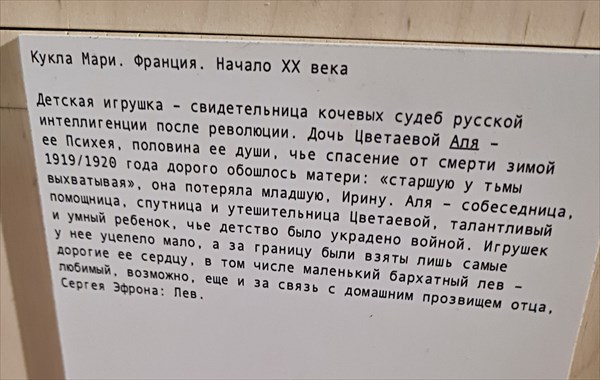 Кукла Мари. Франция. Начало XX века
Детская игрушка – свидетельница кочевых судеб русской
интеллигенции после революции. Дочь Цветаевой Аля –
ее Психея, половина ее души, чье спасение от смерти зимой
1919/1920 года дорого обошлось матери: «старшую у тьмы
выхватывая», она потеряла младшую, Ирину. Аля – собеседница,
помощница, спутница и утешительница Цветаевой, талантливый
и умный ребенок, чье детство было украдено войной. Игрушек
у нее уцелело мало, а за границу были взяты лишь самые
дорогие ее сердцу, в том числе маленький бархатный лев –
любимый, возможно, еще и за связь с домашним прозвищем отца,
Сергея Эфрона: Лев.